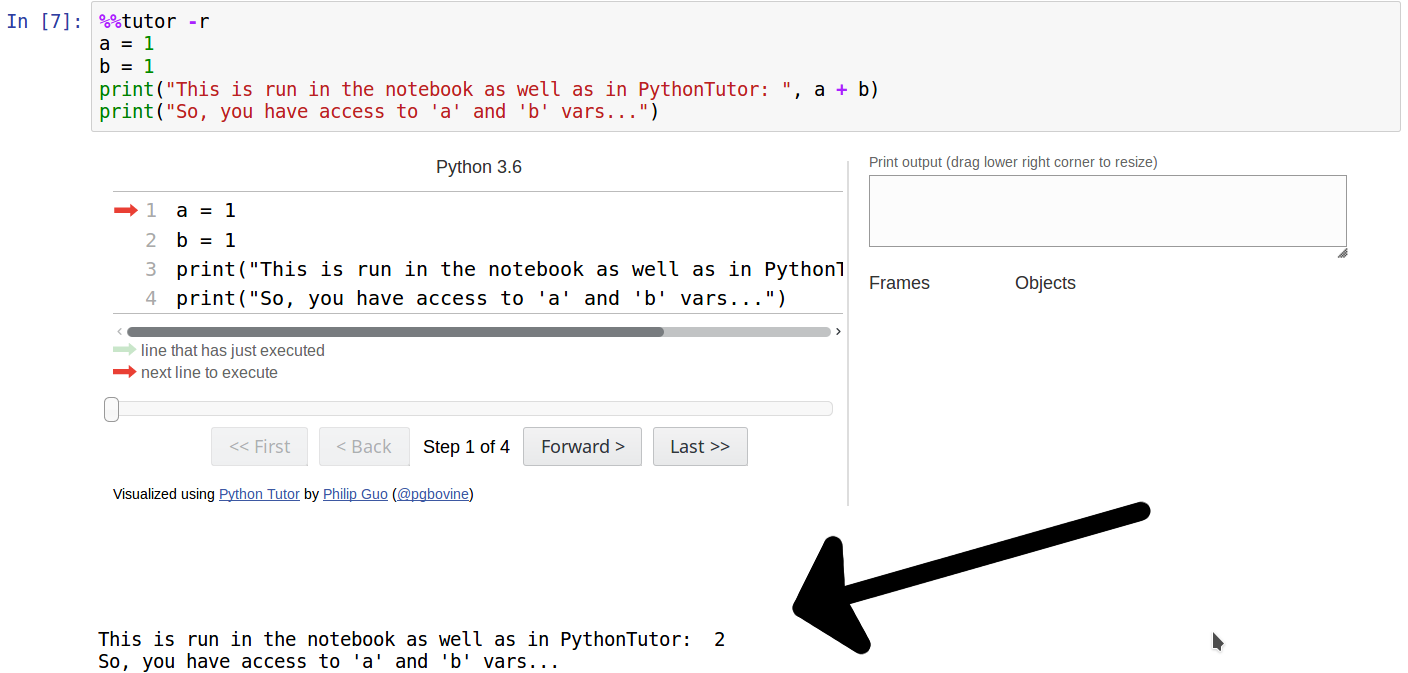 In [7]: %%tutor -r
a = 1
b = 1
print("This is run in the notebook as well as in PythonTutor: ", a + b)
print("So, you have access to 'a' and 'b' vars...")
Python 3.6
1 a = 1
2 b = 1
3 print("This is run in the notebook as well as in PythonT
4 print("So, you have access to 'a' and 'b' vars...")
line that has just executed
next line to execute
<< First < Back Step 1 of 4 Forward > Last >>
Visualized using Python Tutor by Philip Guo (@pgbovine)
Print output (drag lower right corner to resize)
Frames Objects
This is run in the notebook as well as in PythonTutor:  2
So, you have access to 'a' and 'b' vars...